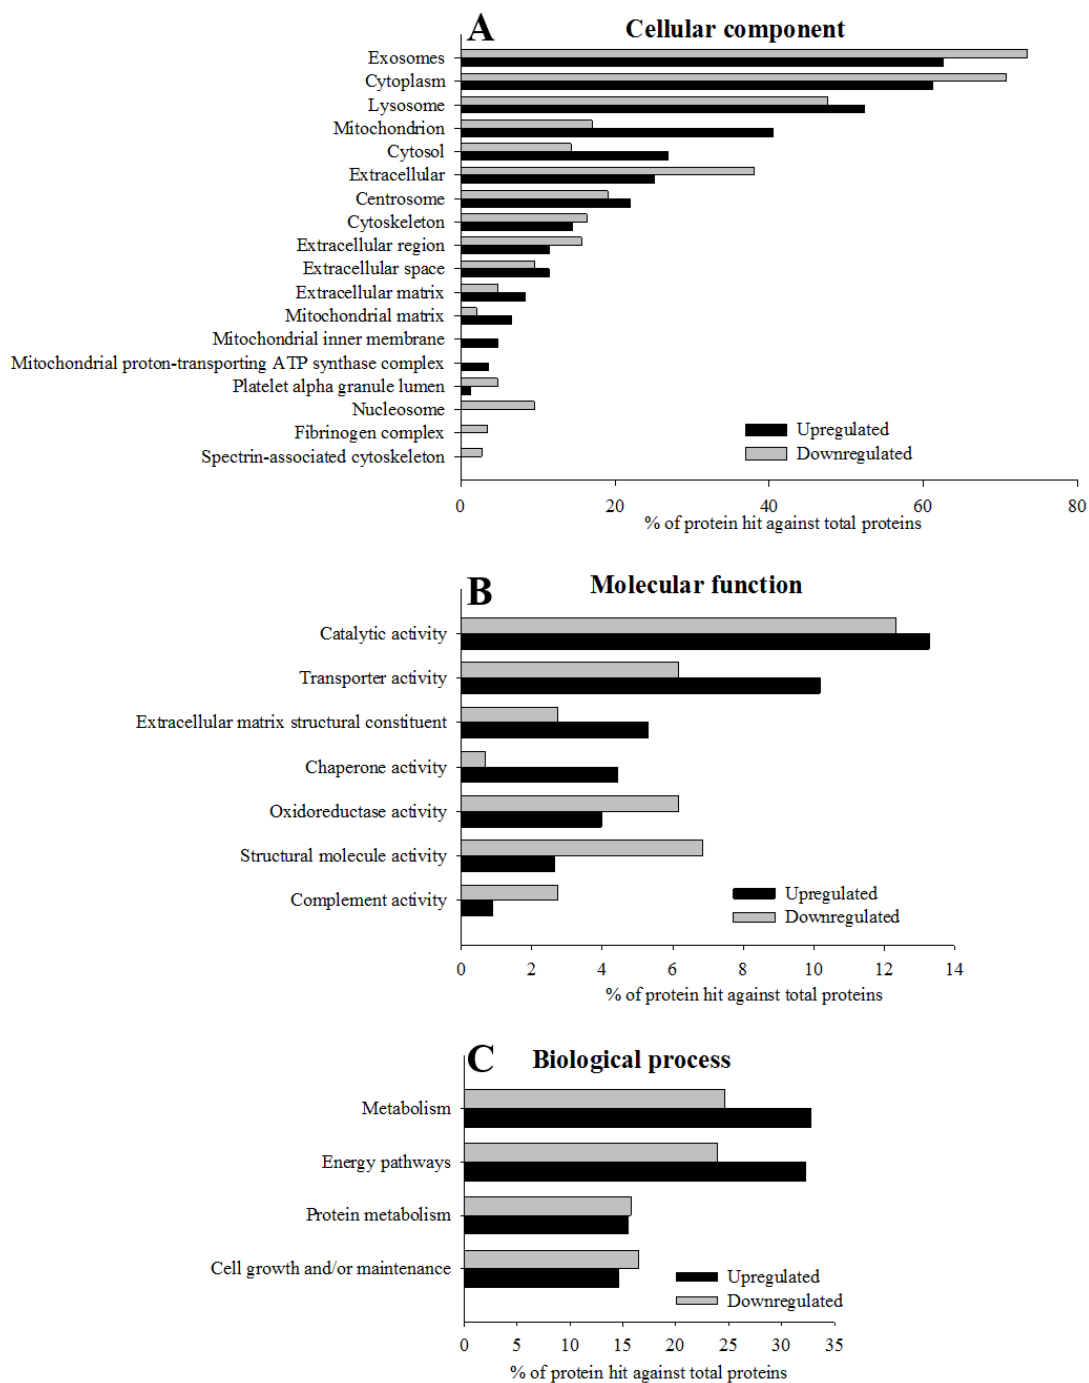 A
Cellular component
Exosomes
Cytoplasm
Lysosome
Mitochondrion
Cytosol
Extracellular
Centrosome
Cytoskeleton
Extracellular region
Extracellular space
Extracellular matrix
Mitochondrial matrix
Mitochondrial inner membrane
Mitochondrial proton-transporting ATP synthase complex
Platelet alpha granule lumen
Nucleosome
Fibrinogen complex
Spectrin-associated cytoskeleton
Upregulated
Downregulated
0 20 40 60 80
% of protein hit against total proteins
B
Molecular function
Catalytic activity
Transporter activity
Extracellular matrix structural constituent
Chaperone activity
Oxidoreductase activity
Structural molecule activity
Complement activity
Upregulated
Downregulated
0 2 4 6 8 10 12 14
% of protein hit against total proteins
C
Biological process
Metabolism
Energy pathways
Protein metabolism
Cell growth and/or maintenance
Upregulated
Downregulated
0 5 10 15 20 25 30 35
% of protein hit against total proteins